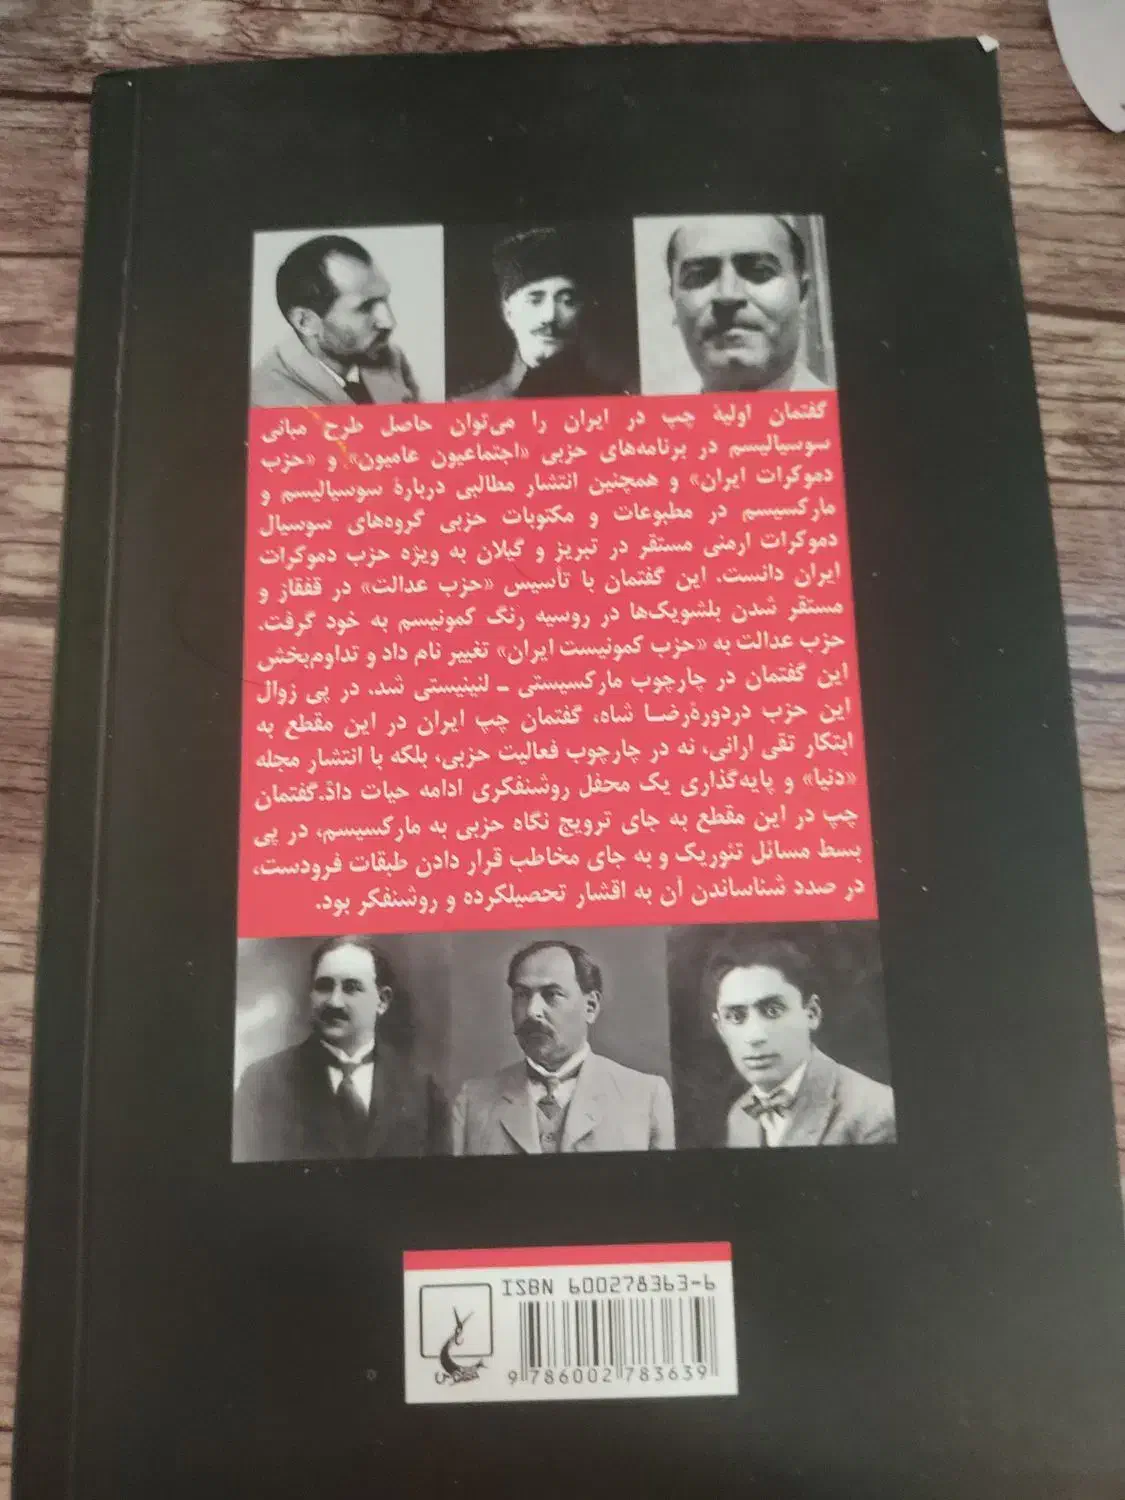 گفتمان اولیهٔ چپ در ایران را می‌توان حاصل طرح مبانی
سوسیالیسم در برنامه‌های حزبی «اجتماعیون عامیون» و «حزب
دموکرات ایران» و همچنین انتشار مطالبی دربارهٔ سوسیالیسم و
مارکسیسم در مطبوعات و مکتوبات حزبی گروه‌های سوسیال
دموکرات ارمنی مستقر در تبریز و گیلان به ویژه حزب دموکرات
ایران دانست. این گفتمان با تأسیس «حزب عدالت» در قفقاز و
مستقر شدن بلشویک‌ها در روسیه رنگ کمونیسم به خود گرفت.
حزب عدالت به «حزب کمونیست ایران» تغییر نام داد و تداوم‌بخش
این گفتمان در چارچوب مارکسیستی ـ لنینیستی شد. در پی زوال
این حزب در دورهٔ رضا شاه، گفتمان چپ ایران در این مقطع به
ابتکار تقی ارانی، نه در چارچوب فعالیت حزبی، بلکه با انتشار مجله
«دنیا» و پایه‌گذاری یک محفل روشنفکری ادامه حیات داد.گفتمان
چپ در این مقطع به جای ترویج نگاه حزبی به مارکسیسم، در پی
بسط مسائل تئوریک و به جای مخاطب قرار دادن طبقات فرودست،
در صدد شناساندن آن به اقشار تحصیلکرده و روشنفکر بود.
ISBN 600278363-6
9 786002 783639
ققنوس